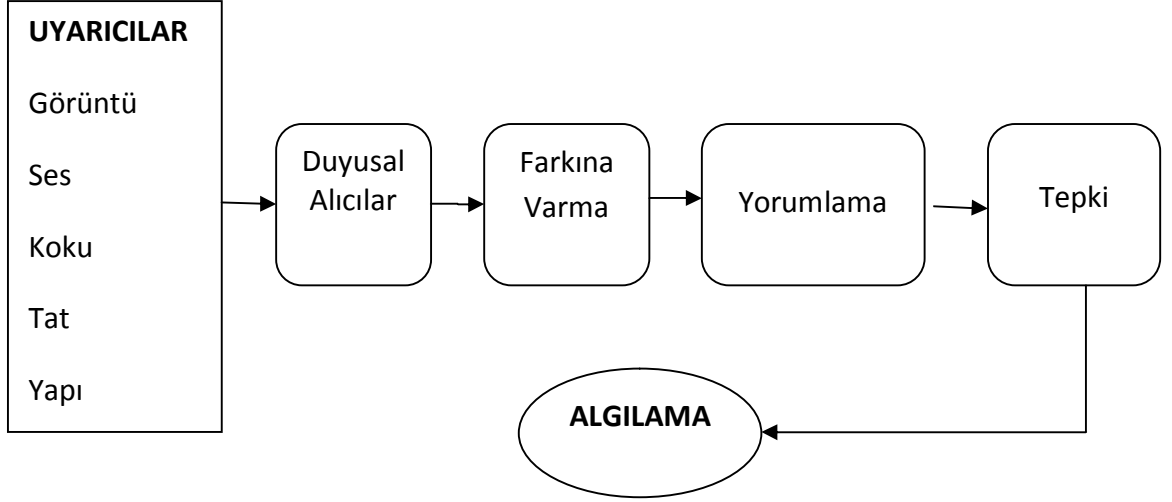 UYARICILAR
Görüntü
Ses
Koku
Tat
Yapı
Duyusal
Alıcılar
Farkına
Varma
Yorumlama
Tepki
ALGILAMA